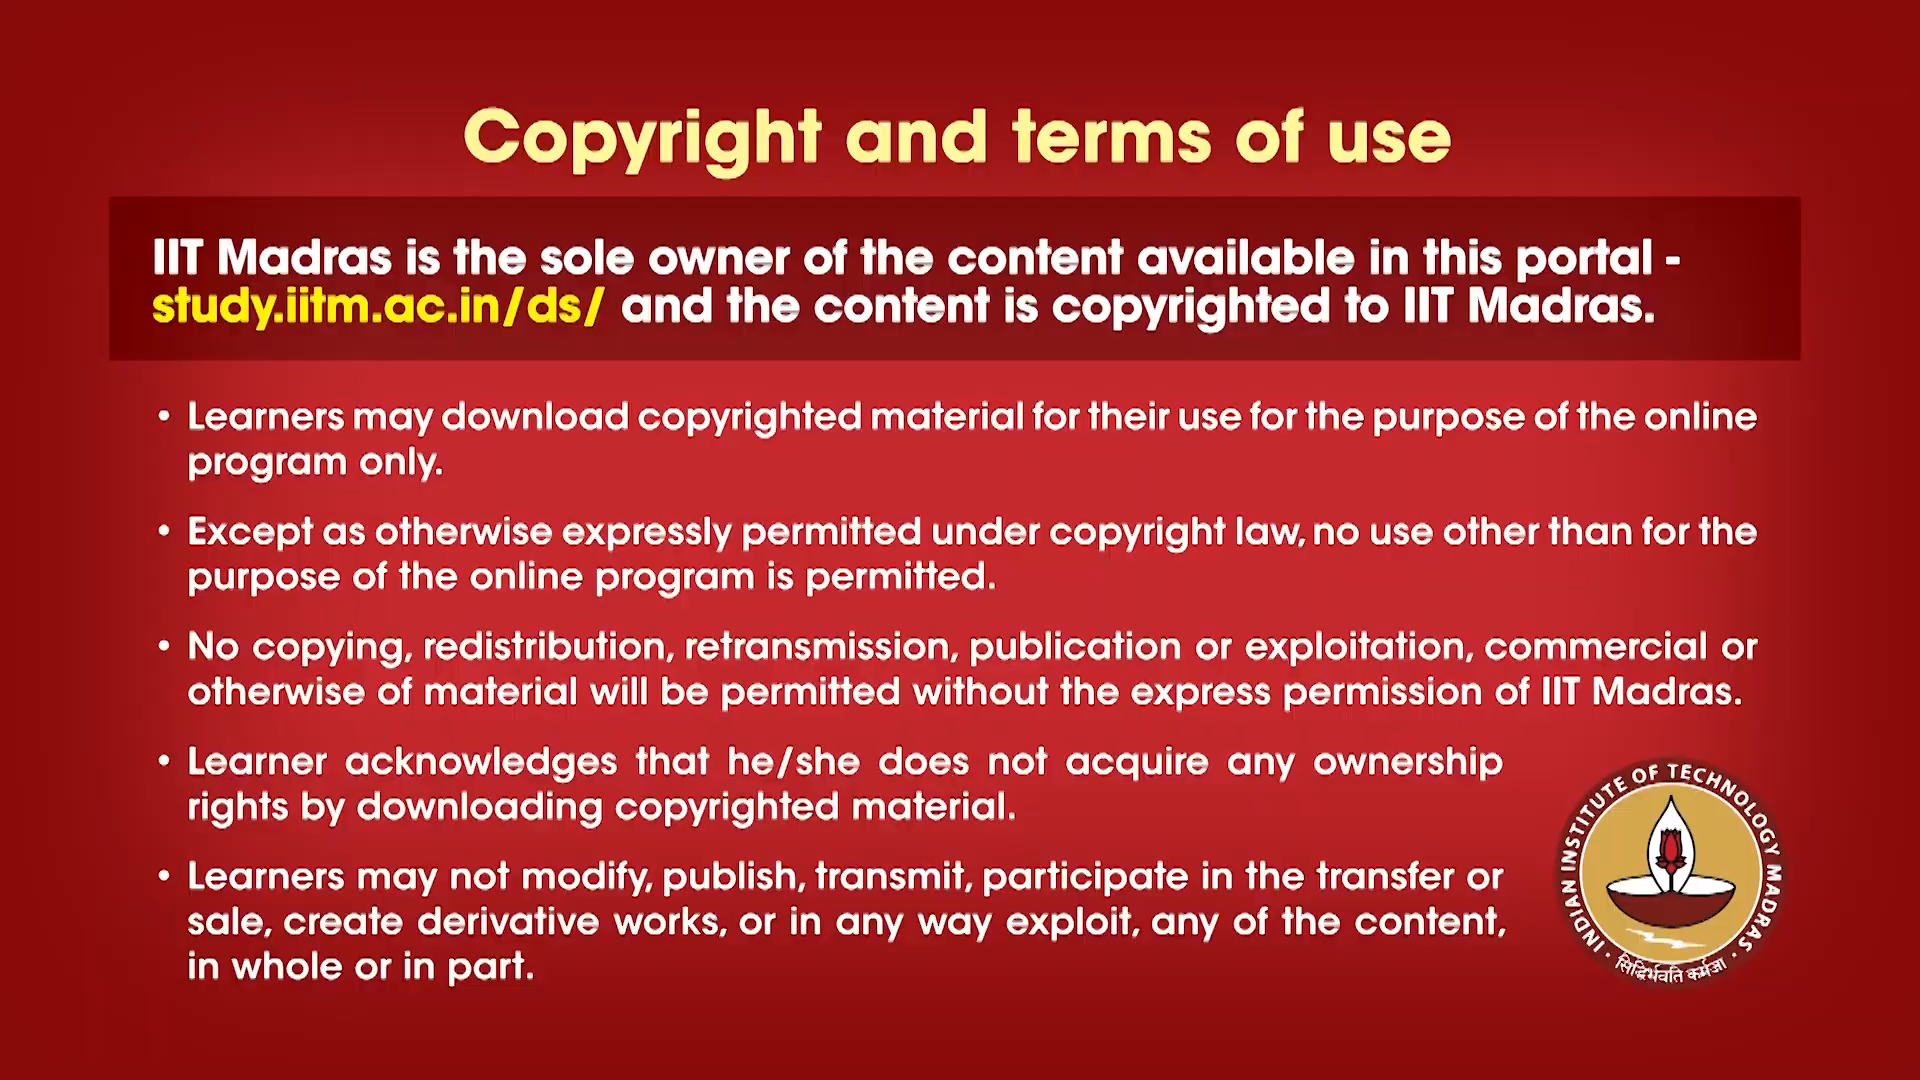 Copyright and terms of use
IIT Madras is the sole owner of the content available in this portal -
study.iitm.ac.in/ds/ and the content is copyrighted to IIT Madras.
• Learners may download copyrighted material for their use for the purpose of the online
program only.
• Except as otherwise expressly permitted under copyright law, no use other than for the
purpose of the online program is permitted.
• No copying, redistribution, retransmission, publication or exploitation, commercial or
otherwise of material will be permitted without the express permission of IIT Madras.
• Learner acknowledges that he/she does not acquire any ownership
rights by downloading copyrighted material.
• Learners may not modify, publish, transmit, participate in the transfer or
sale, create derivative works, or in any way exploit, any of the content,
in whole or in part.
INDIAN INSTITUTE OF TECHNOLOGY MADRAS
सिद्धिर्भवति कर्मजा